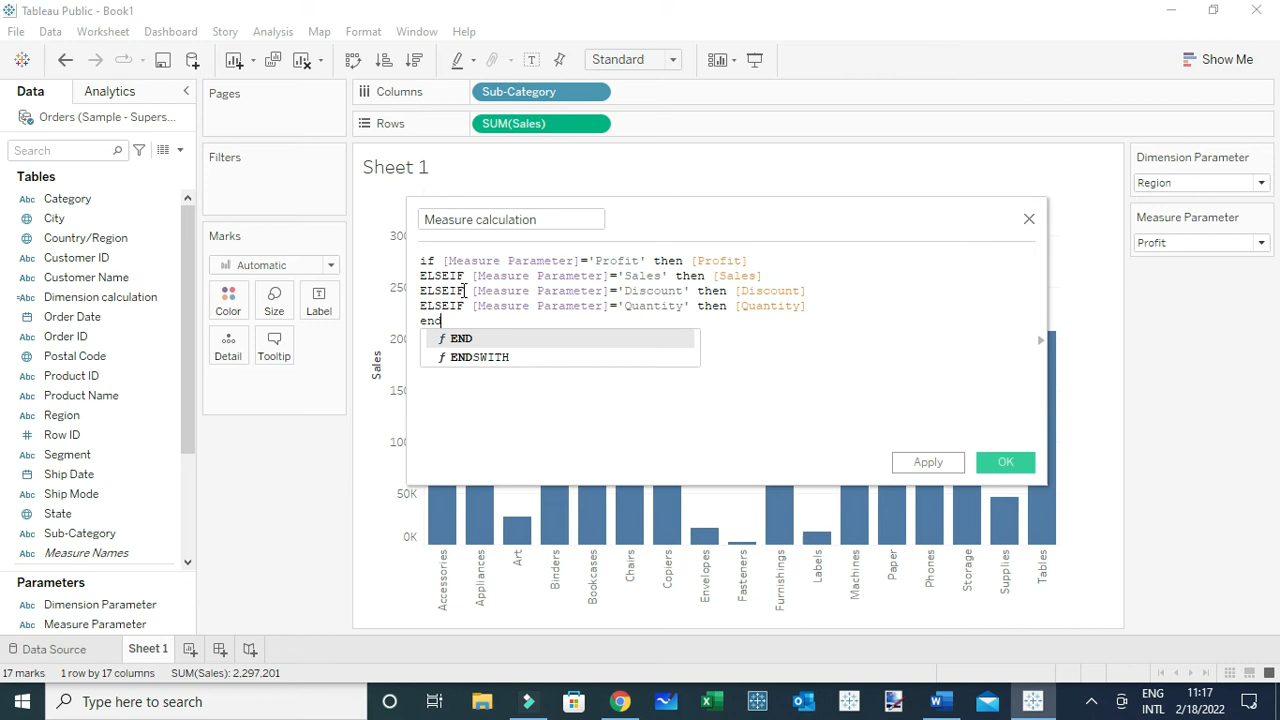 Tableau Public - Book1
File Data Worksheet Dashboard Story Analysis Map Format Window Help
Standard
Show Me
Data Analytics
Pages
Columns Sub-Category
Orders (Sample - Supers...
Rows SUM(Sales)
Search
Filters
Sheet 1
Dimension Parameter
Region
Measure Parameter
Profit
Tables
Abc Category
City
Country/Region
Abc Customer ID
Abc Customer Name
Abc Dimension calculation
Order Date
Abc Order ID
Postal Code
Abc Product ID
Abc Product Name
Abc Region
Row ID
Abc Segment
Ship Date
Abc Ship Mode
State
Abc Sub-Category
Abc Measure Names
Parameters
Abc Dimension Parameter
Abc Measure Parameter
Marks
Abc Automatic
Color Size Label
Detail Tooltip
Measure calculation
if [Measure Parameter]='Profit' then [Profit]
ELSEIF [Measure Parameter]='Sales' then [Sales]
ELSEIF [Measure Parameter]='Discount' then [Discount]
ELSEIF [Measure Parameter]='Quantity' then [Quantity]
end
f END
f ENDSWITH
Apply OK
Sales
300
250
200
150
100
50K
0K
Accessories
Appliances
Art
Binders
Bookcases
Chairs
Copiers
Envelopes
Fasteners
Furnishings
Labels
Machines
Paper
Phones
Storage
Supplies
Tables
Data Source Sheet 1
17 marks 1 row by 17 columns SUM(Sales): 2,297.201
Type here to search
ENG
INTL
11:17
2/18/2022